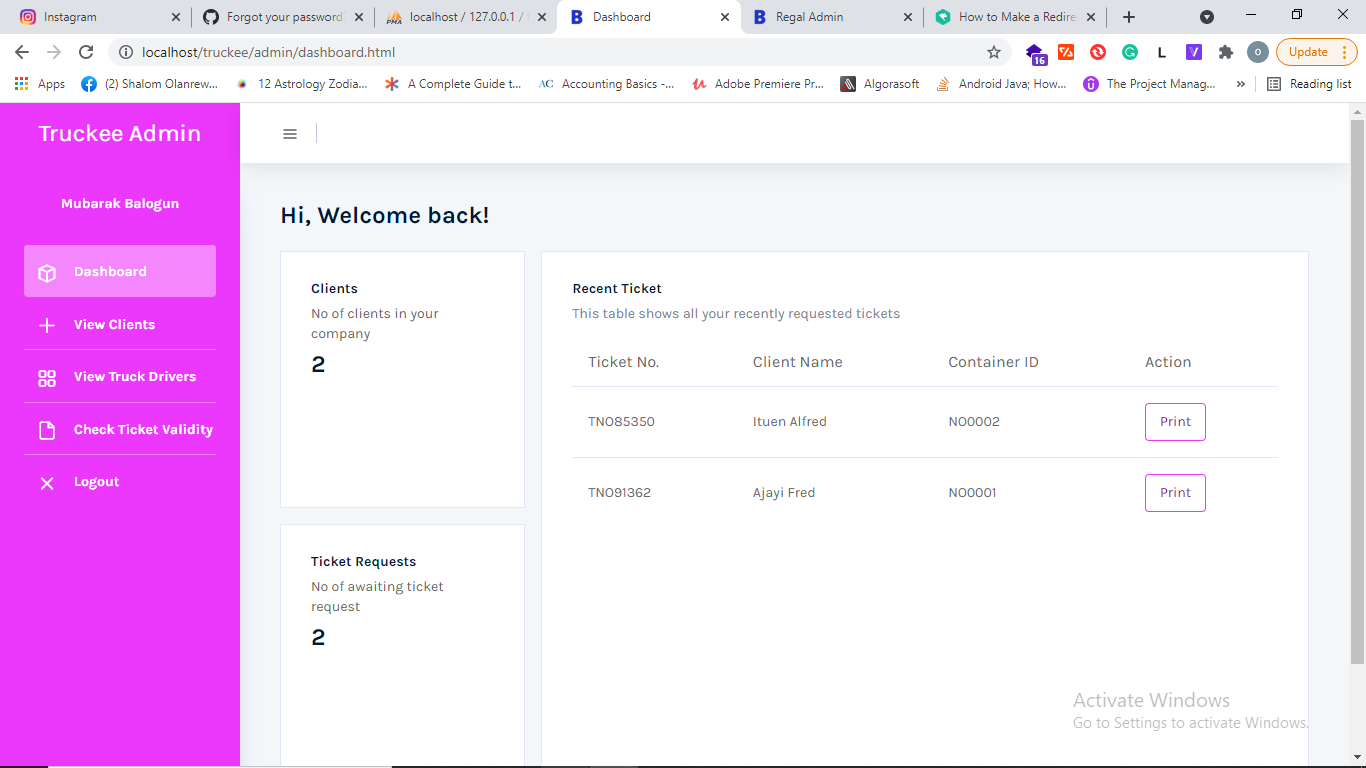 Instagram
Forgot your password?
localhost / 127.0.0.1 /
Dashboard
Regal Admin
How to Make a Redire
localhost/truckee/admin/dashboard.html
16
L
o
Update
Apps
(2) Shalom Olanrew...
12 Astrology Zodia...
A Complete Guide t...
AC Accounting Basics -...
Adobe Premiere Pr...
Algorasoft
Android Java; How...
The Project Manag...
»
Reading list
Truckee Admin
Mubarak Balogun
Dashboard
View Clients
View Truck Drivers
Check Ticket Validity
Logout
Hi, Welcome back!
Clients
No of clients in your
company
2
Ticket Requests
No of awaiting ticket
request
2
Recent Ticket
This table shows all your recently requested tickets
Ticket No. Client Name Container ID Action
TNO85350 Ituen Alfred NO0002 Print
TNO91362 Ajayi Fred NO0001 Print
Activate Windows
Go to Settings to activate Windows.